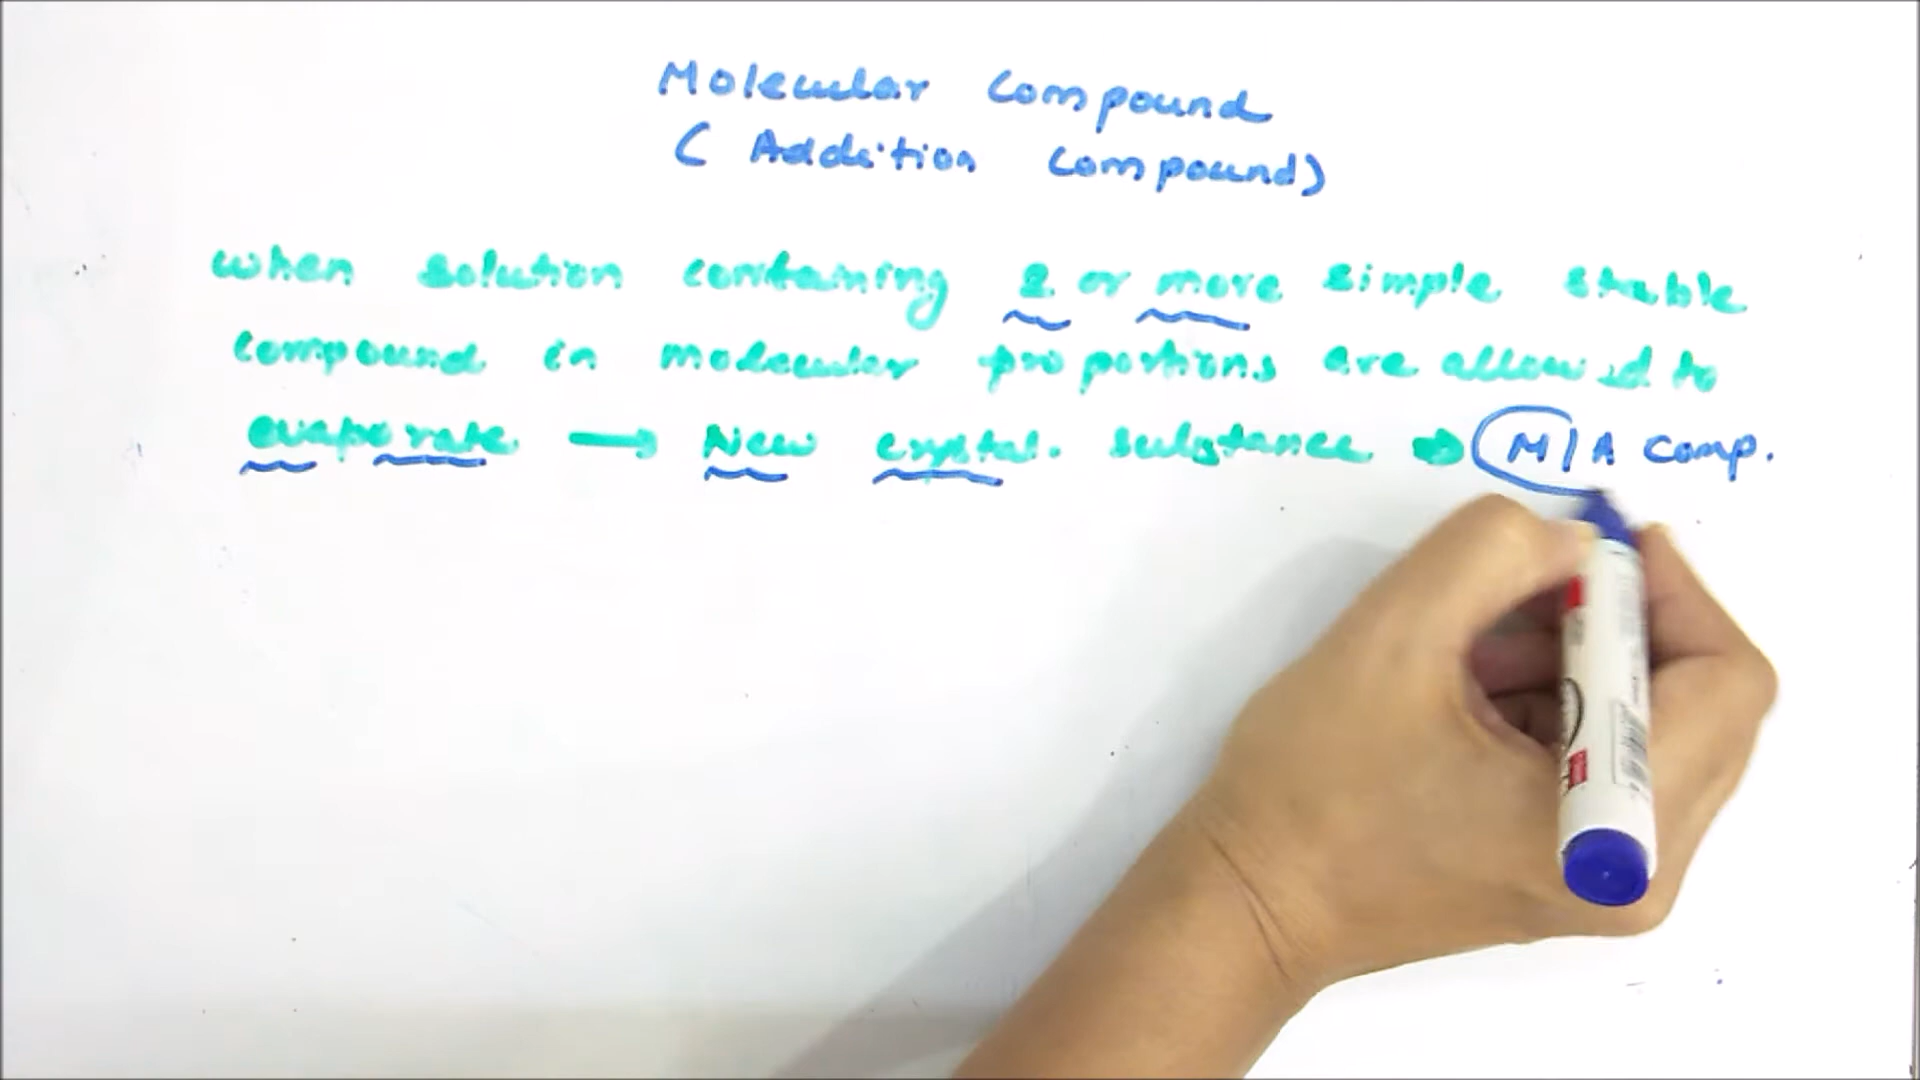 Molecular Compound
( Addition Compound)
when solution containing 2 or more simple stable
compound in molecular proportions are allowed to
evaporate → New crystal. substance → M/A comp.